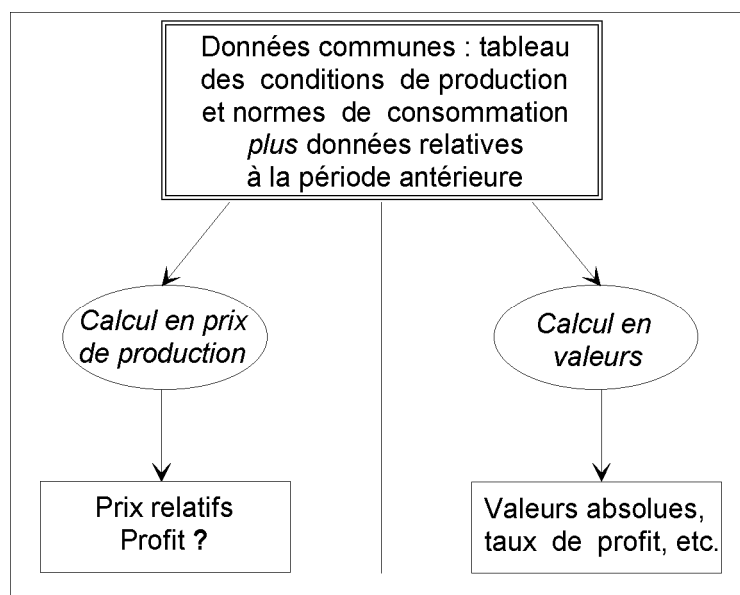 Données communes : tableau
des conditions de production
et normes de consommation
plus données relatives
à la période antérieure
Calcul en prix
de production
Calcul en
valeurs
Prix relatifs
Profit ?
Valeurs absolues,
taux de profit, etc.